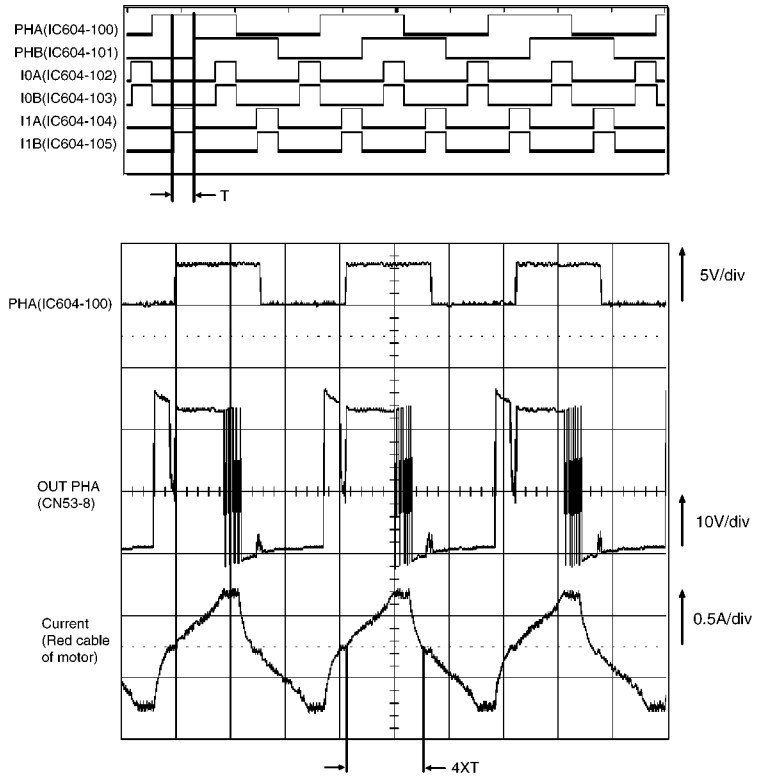 PHA(IC604-100)
PHB(IC604-101)
I0A(IC604-102)
I0B(IC604-103)
I1A(IC604-104)
I1B(IC604-105)
T
5V/div
PHA(IC604-100)
OUT PHA
(CN53-8)
10V/div
Current
(Red cable
of motor)
0.5A/div
4XT